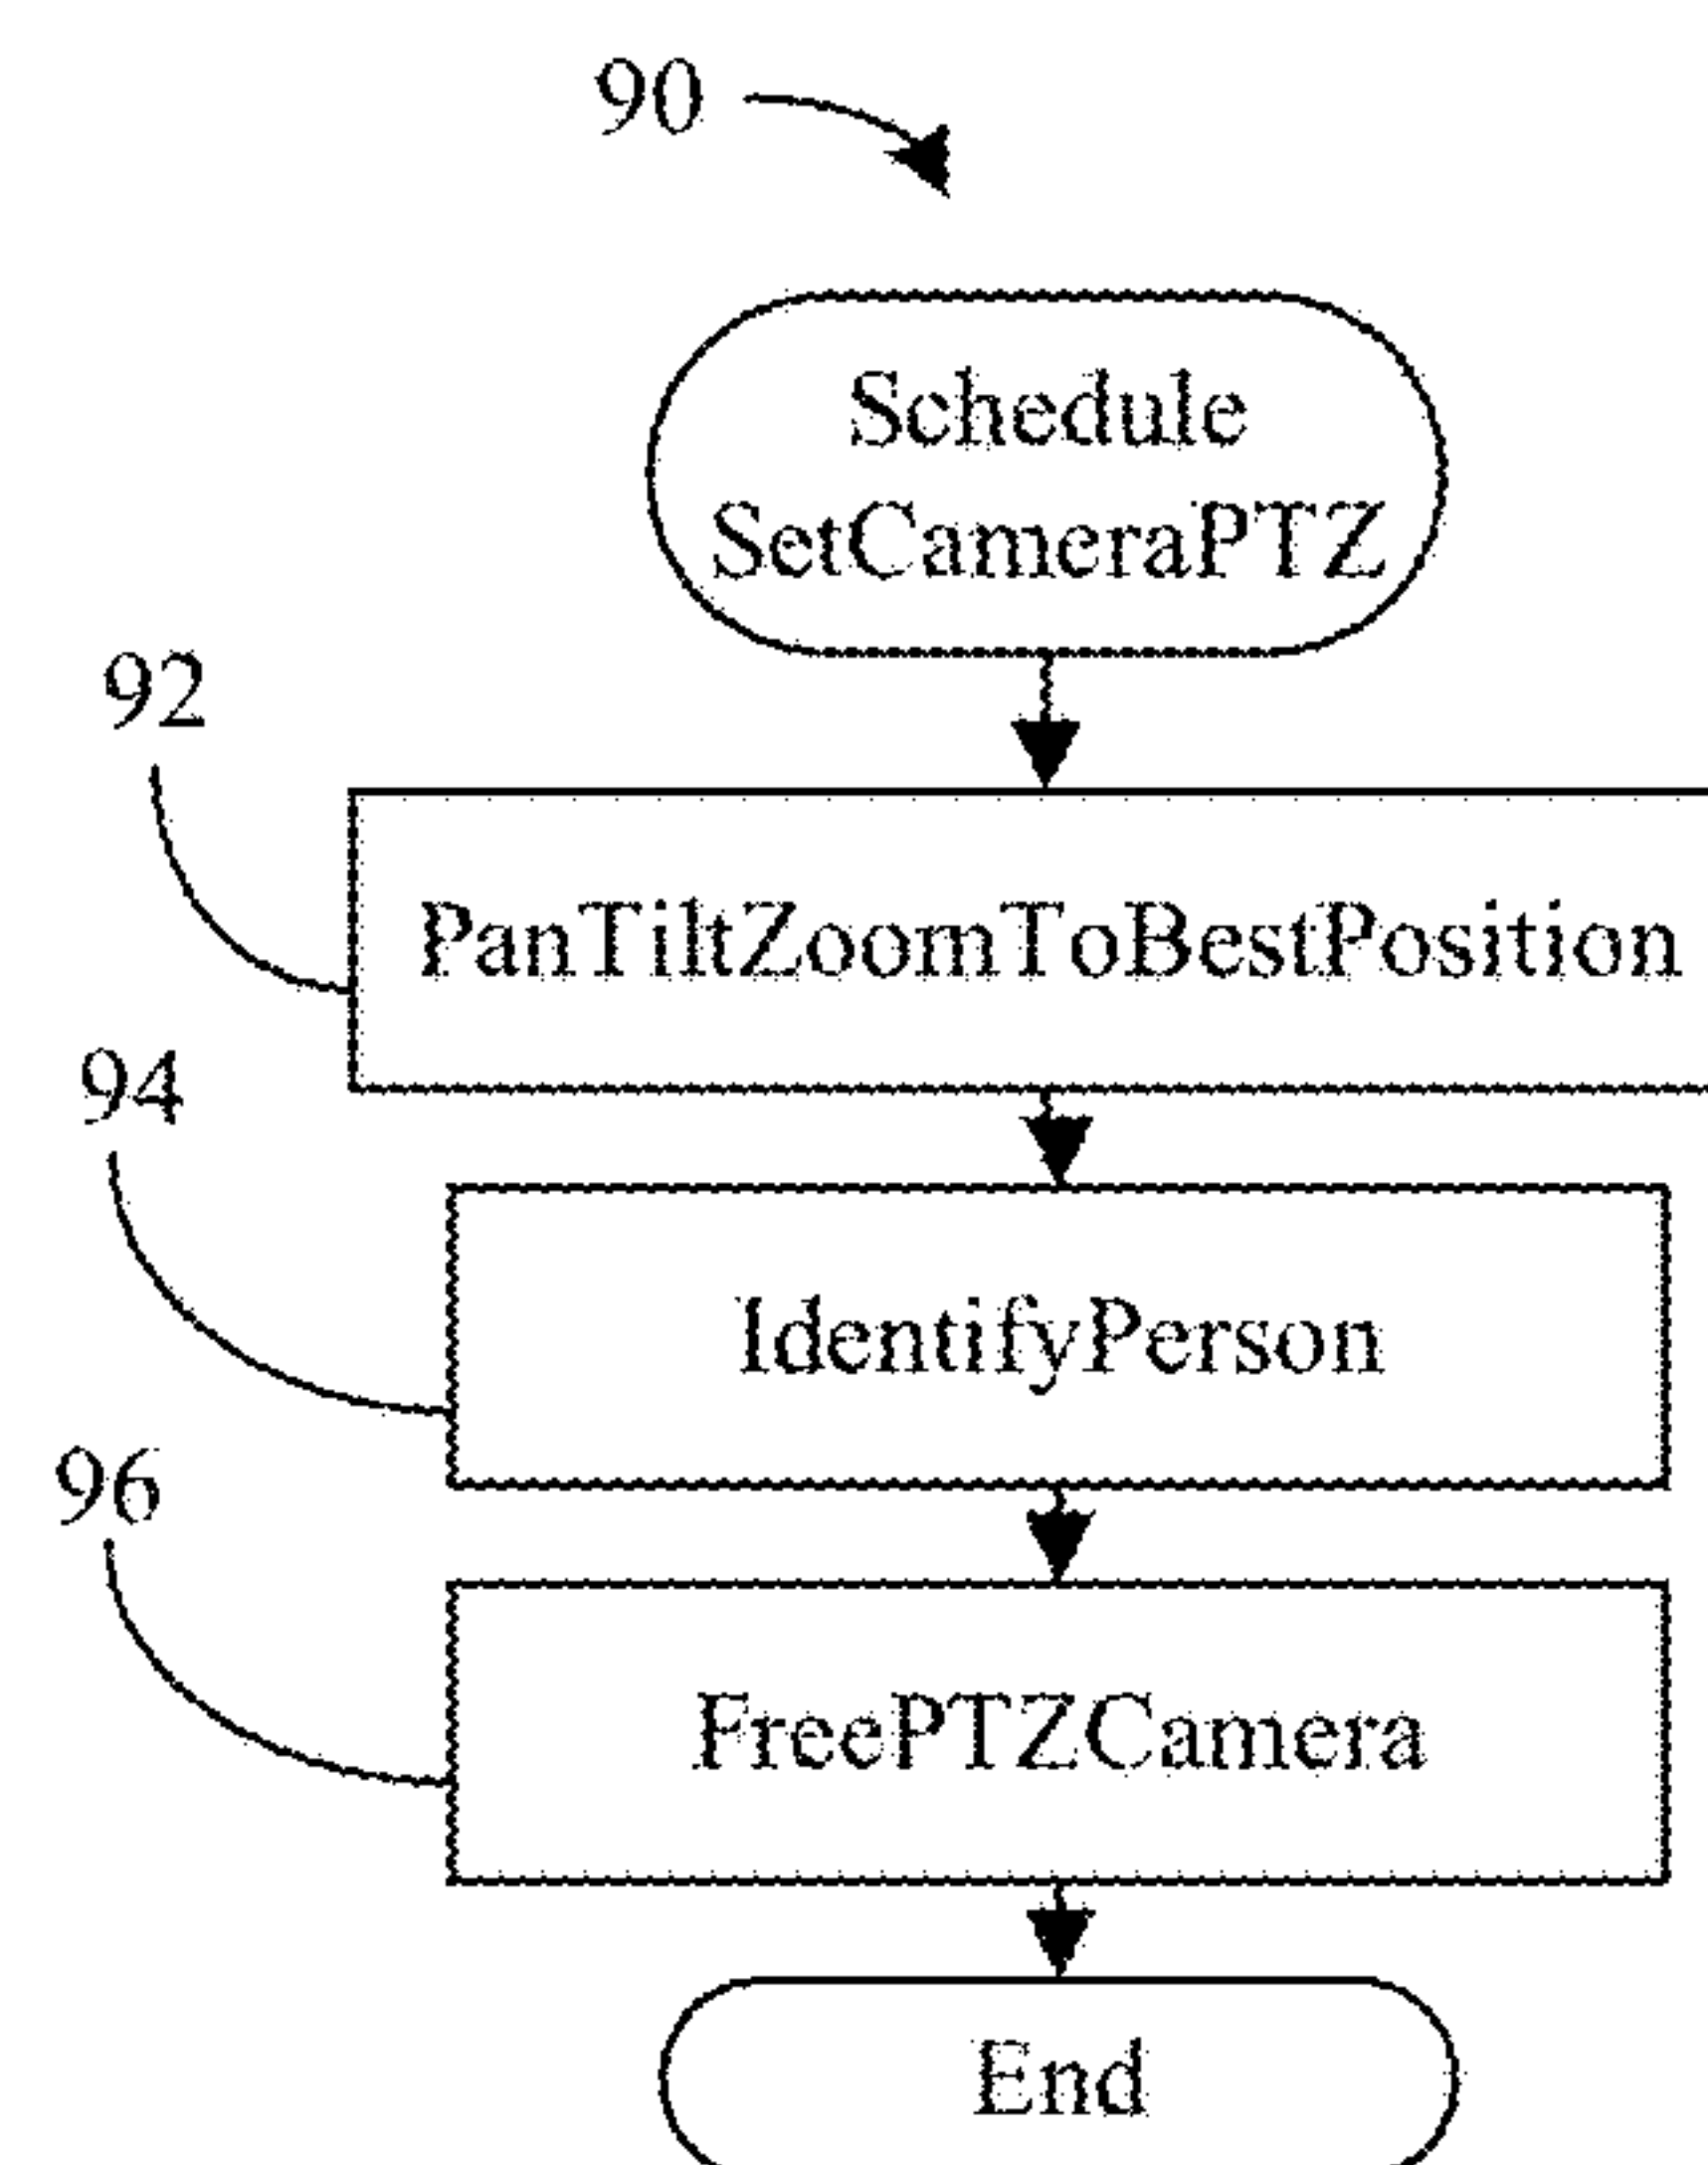 90
Schedule
SetCameraPTZ
92
PanTiltZoomToBestPosition
94
IdentifyPerson
96
FreePTZCamera
End